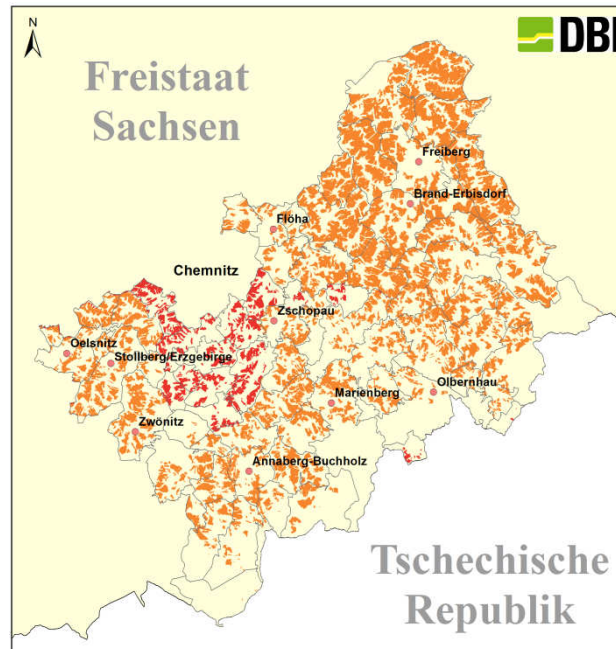 N
DBI
Freistaat
Sachsen
Freiberg
Brand-Erbisdorf
Flöha
Chemnitz
Zschopau
Oelsnitz
Stollberg/Erzgebirge
Marienberg
Olbernhau
Zwönitz
Annaberg-Buchholz
Tschechische
Republik